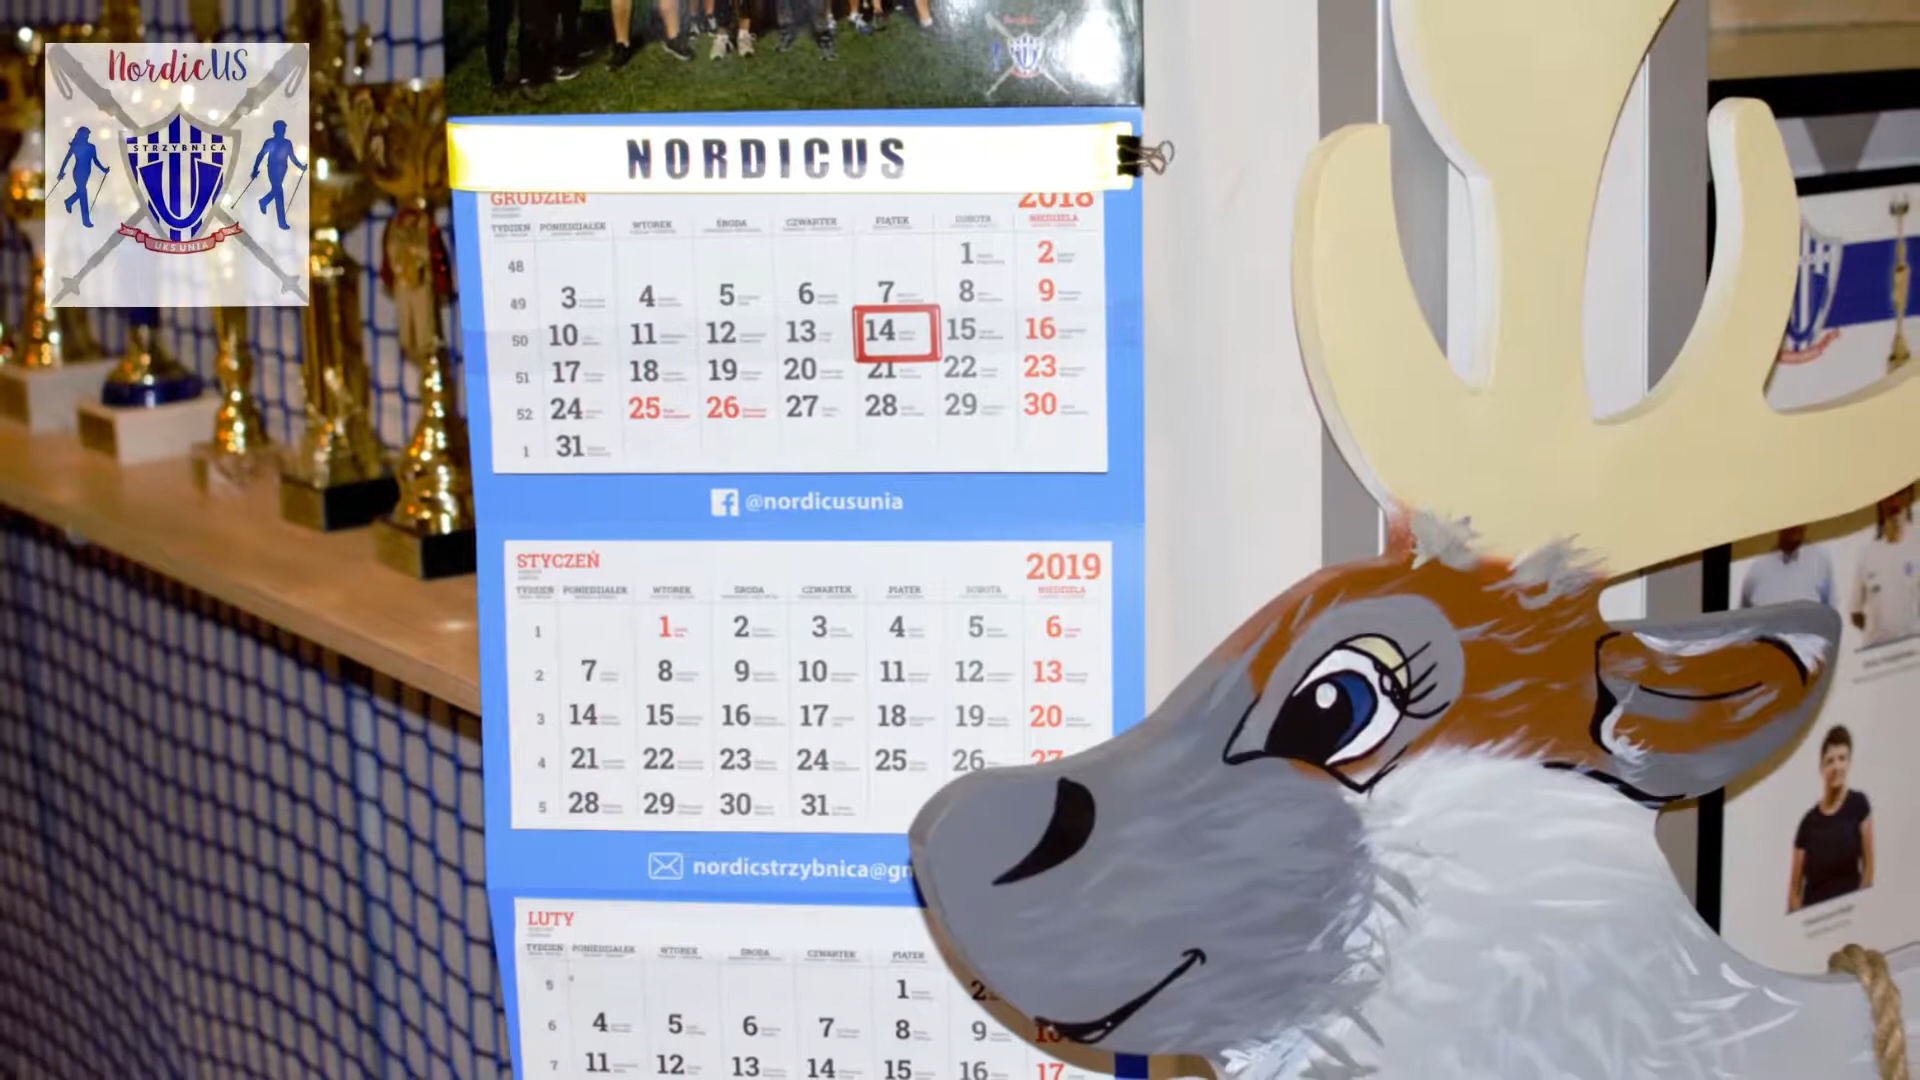 NordicUS
STRZYBNICA
UKS UNIA
NORDICUS
GRUDZIEŃ 2018
TYDZIEŃ PONIEDZIAŁEK WTOREK ŚRODA CZWARTEK PIĄTEK SOBOTA NIEDZIELA
48 1 2
49 3 4 5 6 7 8 9
50 10 11 12 13 14 15 16
51 17 18 19 20 21 22 23
52 24 25 26 27 28 29 30
1 31
@nordicusunia
STYCZEŃ 2019
TYDZIEŃ PONIEDZIAŁEK WTOREK ŚRODA CZWARTEK PIĄTEK SOBOTA NIEDZIELA
1 1 2 3 4 5 6
2 7 8 9 10 11 12 13
3 14 15 16 17 18 19 20
4 21 22 23 24 25 26 27
5 28 29 30 31
nordicstrzybnica@gm
LUTY
TYDZIEŃ PONIEDZIAŁEK WTOREK ŚRODA CZWARTEK PIĄTEK
5 1 2
6 4 5 6 7 8 9 10
7 11 12 13 14 15 16 17